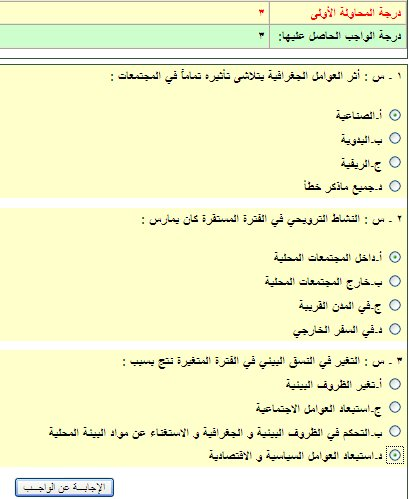 درجة المحاولة الأولى ٣
درجة الواجب الحاصل عليها: ٣
١ - س : أثر العوامل الجغرافية يتلاشى تأثيره تماماً في المجتمعات :
أ.الصناعية
ب.البدوية
ج.الريفية
د.جميع ماذكر خطأ
٢ - س : النشاط الترويحي في الفترة المستقرة كان يمارس :
أ.داخل المجتمعات المحلية
ب.خارج المجتمعات المحلية
ج.في المدن القريبة
د.في السفر الخارجي
٣ - س : التغير في النسق البيئي في الفترة المتغيرة نتج بسبب :
أ.تغير الظروف البيئية
ج.استبعاد العوامل الاجتماعية
ب.التحكم في الظروف البيئية و الجغرافية و الاستغناء عن مواد البيئة المحلية
د.استبعاد العوامل السياسية و الاقتصادية
الإجابــة عن الواجــب